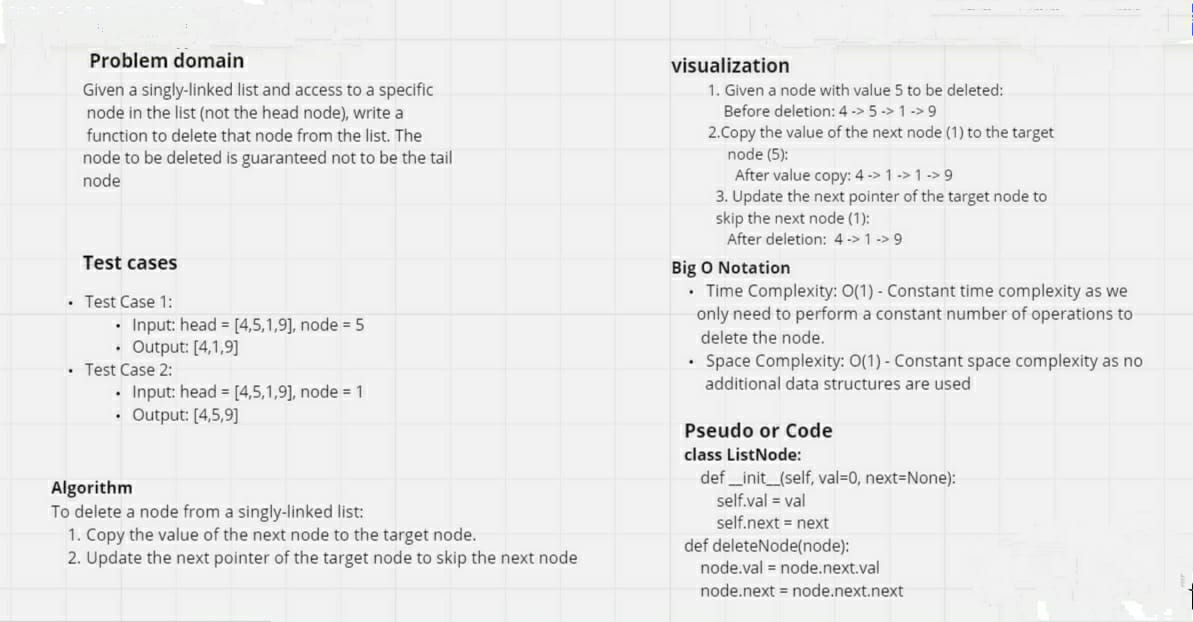 Problem domain
Given a singly-linked list and access to a specific
node in the list (not the head node), write a
function to delete that node from the list. The
node to be deleted is guaranteed not to be the tail
node
Test cases
• Test Case 1:
• Input: head = [4,5,1,9], node = 5
• Output: [4,1,9]
• Test Case 2:
• Input: head = [4,5,1,9], node = 1
• Output: [4,5,9]
Algorithm
To delete a node from a singly-linked list:
1. Copy the value of the next node to the target node.
2. Update the next pointer of the target node to skip the next node
visualization
1. Given a node with value 5 to be deleted:
Before deletion: 4 -> 5 -> 1 -> 9
2.Copy the value of the next node (1) to the target
node (5):
After value copy: 4 -> 1 -> 1 -> 9
3. Update the next pointer of the target node to
skip the next node (1):
After deletion: 4 -> 1 -> 9
Big O Notation
• Time Complexity: O(1) - Constant time complexity as we
only need to perform a constant number of operations to
delete the node.
• Space Complexity: O(1) - Constant space complexity as no
additional data structures are used
Pseudo or Code
class ListNode:
def __init__(self, val=0, next=None):
self.val = val
self.next = next
def deleteNode(node):
node.val = node.next.val
node.next = node.next.next